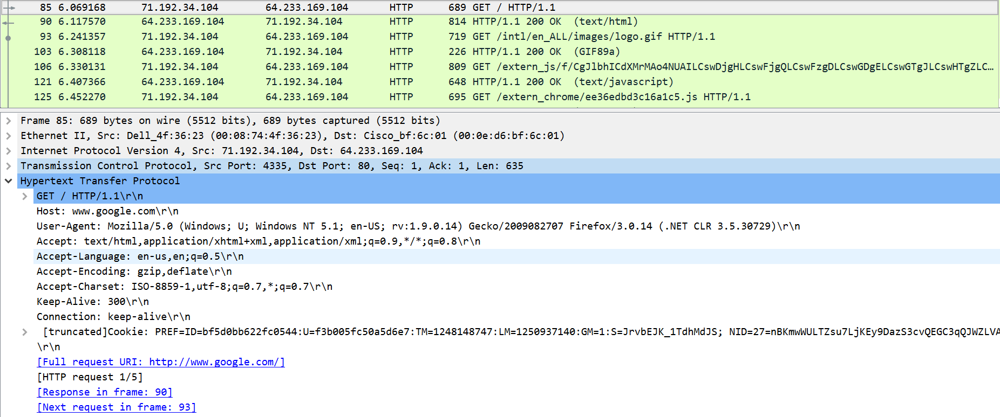 85 6.069168 71.192.34.104 64.233.169.104 HTTP 689 GET / HTTP/1.1
90 6.117570 64.233.169.104 71.192.34.104 HTTP 814 HTTP/1.1 200 OK (text/html)
93 6.241357 71.192.34.104 64.233.169.104 HTTP 719 GET /intl/en_ALL/images/logo.gif HTTP/1.1
103 6.308118 64.233.169.104 71.192.34.104 HTTP 226 HTTP/1.1 200 OK (GIF89a)
106 6.330131 71.192.34.104 64.233.169.104 HTTP 809 GET /extern_js/f/CgJlbhICdXMrMAo4NUAILCswDjgHLCswFjgQLCswFzgDLCswGDgELCswGTgJLCswHTgZLC…
121 6.407366 64.233.169.104 71.192.34.104 HTTP 648 HTTP/1.1 200 OK (text/javascript)
125 6.452270 71.192.34.104 64.233.169.104 HTTP 695 GET /extern_chrome/ee36edbd3c16a1c5.js HTTP/1.1
Frame 85: 689 bytes on wire (5512 bits), 689 bytes captured (5512 bits)
Ethernet II, Src: Dell_4f:36:23 (00:08:74:4f:36:23), Dst: Cisco_bf:6c:01 (00:0e:d6:bf:6c:01)
Internet Protocol Version 4, Src: 71.192.34.104, Dst: 64.233.169.104
Transmission Control Protocol, Src Port: 4335, Dst Port: 80, Seq: 1, Ack: 1, Len: 635
Hypertext Transfer Protocol
GET / HTTP/1.1\r\n
Host: www.google.com\r\n
User-Agent: Mozilla/5.0 (Windows; U; Windows NT 5.1; en-US; rv:1.9.0.14) Gecko/2009082707 Firefox/3.0.14 (.NET CLR 3.5.30729)\r\n
Accept: text/html,application/xhtml+xml,application/xml;q=0.9,*/*;q=0.8\r\n
Accept-Language: en-us,en;q=0.5\r\n
Accept-Encoding: gzip,deflate\r\n
Accept-Charset: ISO-8859-1,utf-8;q=0.7,*;q=0.7\r\n
Keep-Alive: 300\r\n
Connection: keep-alive\r\n
[truncated]Cookie: PREF=ID=bf5d0bb622fc0544:U=f3b005fc50a5d6e7:TM=1248148747:LM=1250937140:GM=1:S=JrvbEJK_1TdhMdJS; NID=27=nBKmwWULTZsu7LjKEy9DazS3cvQEGC3qQJWZLVA
\r\n
[Full request URI: http://www.google.com/]
[HTTP request 1/5]
[Response in frame: 90]
[Next request in frame: 93]